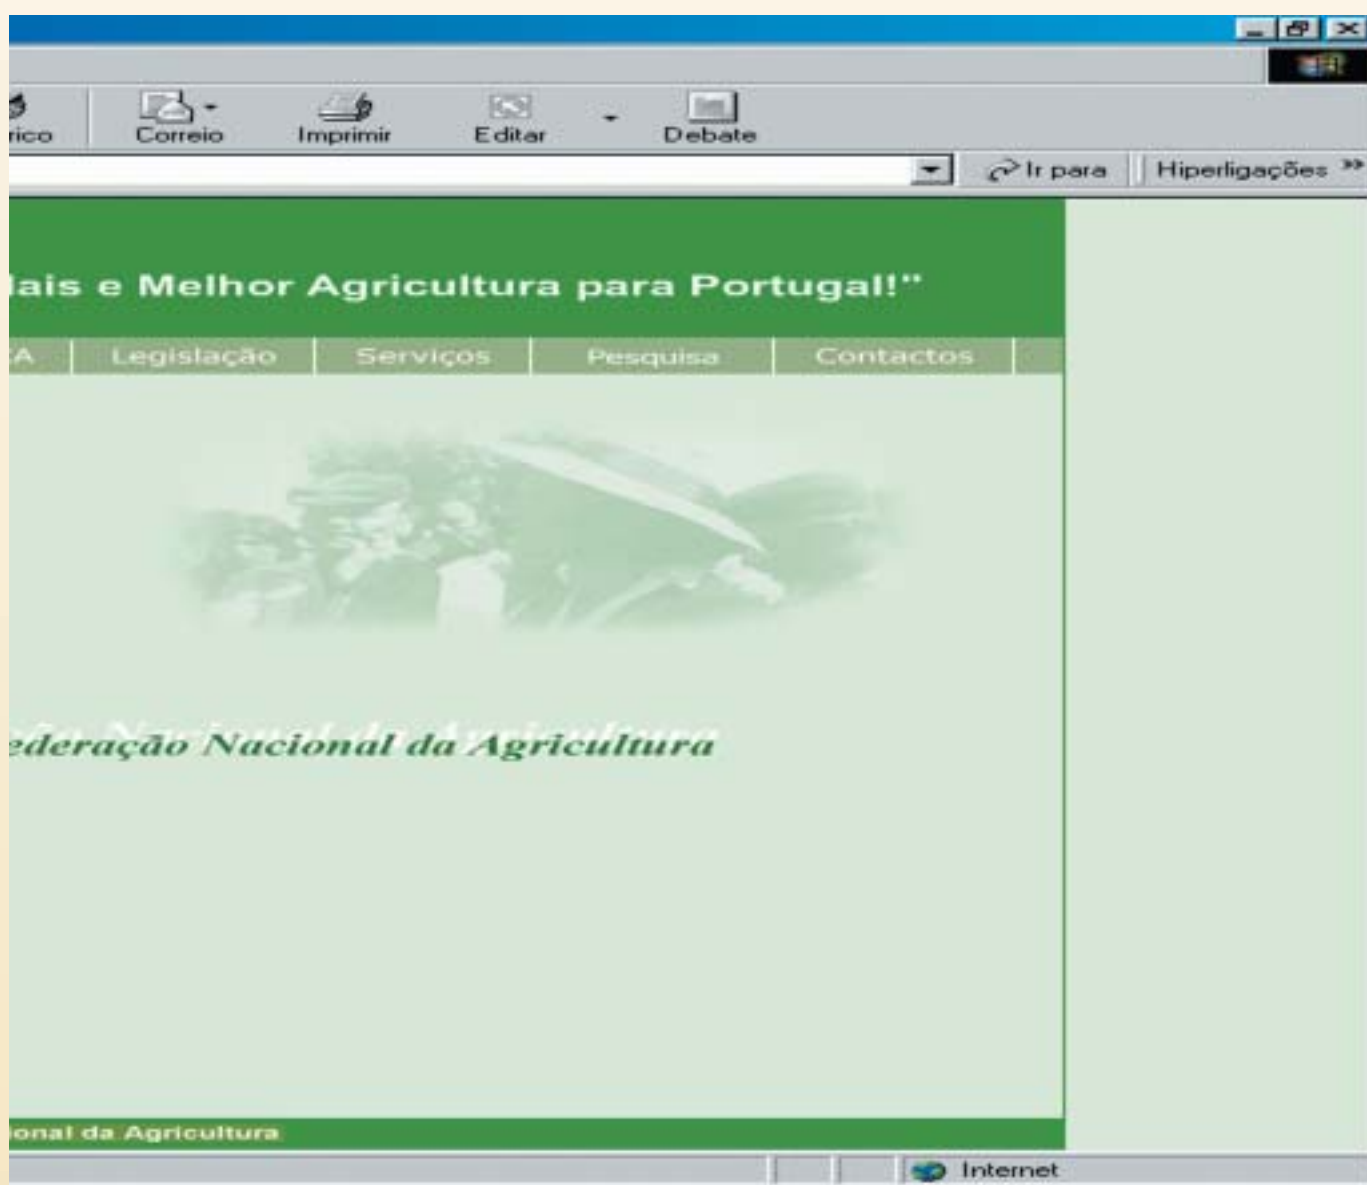 rico Correio Imprimir Editar Debate
Ir para Hiperligações »
lais e Melhor Agricultura para Portugal!"
A Legislação Serviços Pesquisa Contactos
ederação Nacional da Agricultura
onal da Agricultura
Internet